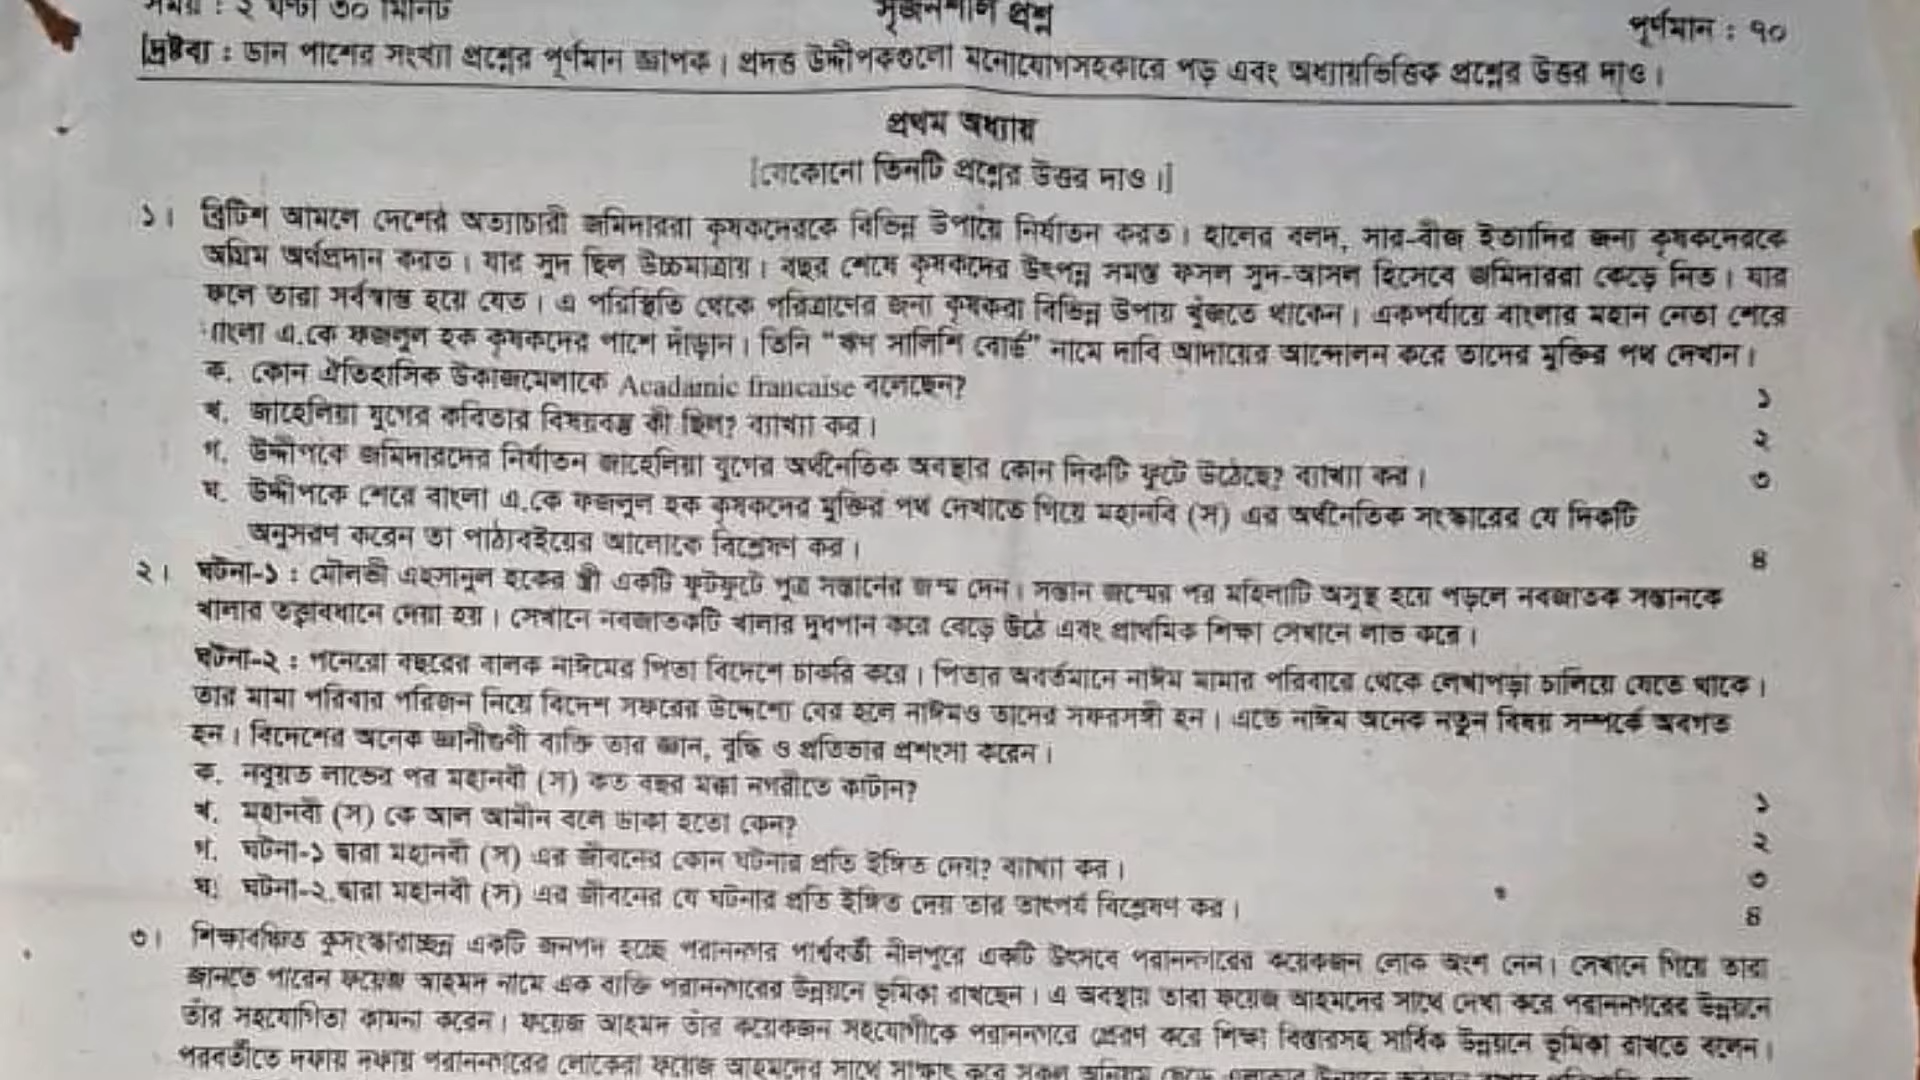 সময় : ২ ঘণ্টা ৩০ মিনিট
সৃজনশীল প্রশ্ন
পূর্ণমান : ৭০
দ্রষ্টব্য : ডান পাশের সংখ্যা প্রশ্নের পূর্ণমান জ্ঞাপক। প্রদত্ত উদ্দীপকগুলো মনোযোগসহকারে পড় এবং অধ্যায়ভিত্তিক প্রশ্নের উত্তর দাও।
প্রথম অধ্যায়
[যেকোনো তিনটি প্রশ্নের উত্তর দাও।]
১। ব্রিটিশ আমলে দেশের অত্যাচারী জমিদাররা কৃষকদেরকে বিভিন্ন উপায়ে নির্যাতন করত। হালের বলদ, সার-বীজ ইত্যাদির জন্য কৃষকদেরকে
অগ্রিম অর্থপ্রদান করত। যার সুদ ছিল উচ্চমাত্রায়। বছর শেষে কৃষকদের উৎপন্ন সমস্ত ফসল সুদ-আসল হিসেবে জমিদাররা কেড়ে নিত। যার
ফলে তারা সর্বস্বান্ত হয়ে যেত। এ পরিস্থিতি থেকে পরিত্রাণের জন্য কৃষকরা বিভিন্ন উপায় খুঁজতে থাকেন। একপর্যায়ে বাংলার মহান নেতা শেরে
বাংলা এ.কে ফজলুল হক কৃষকদের পাশে দাঁড়ান। তিনি “ঋণ সালিশি বোর্ড” নামে দাবি আদায়ের আন্দোলন করে তাদের মুক্তির পথ দেখান।
ক. কোন ঐতিহাসিক উকাজমেলাকে Acadamic francaise বলেছেন? ১
খ. জাহেলিয়া যুগের কবিতার বিষয়বস্তু কী ছিল? ব্যাখ্যা কর। ২
গ. উদ্দীপকে জমিদারদের নির্যাতন জাহেলিয়া যুগের অর্থনৈতিক অবস্থার কোন দিকটি ফুটে উঠেছে? ব্যাখ্যা কর। ৩
ঘ. উদ্দীপকে শেরে বাংলা এ.কে ফজলুল হক কৃষকদের মুক্তির পথ দেখাতে গিয়ে মহানবি (স) এর অর্থনৈতিক সংস্কারের যে দিকটি
অনুসরণ করেন তা পাঠ্যবইয়ের আলোকে বিশ্লেষণ কর। ৪
২। ঘটনা-১ : মৌলভী এহসানুল হকের স্ত্রী একটি ফুটফুটে পুত্র সন্তানের জন্ম দেন। সন্তান জন্মের পর মহিলাটি অসুস্থ হয়ে পড়লে নবজাতক সন্তানকে
খালার তত্ত্বাবধানে দেয়া হয়। সেখানে নবজাতকটি খালার দুধপান করে বেড়ে উঠে এবং প্রাথমিক শিক্ষা সেখানে লাভ করে।
ঘটনা-২ : পনেরো বছরের বালক নাঈমের পিতা বিদেশে চাকরি করে। পিতার অবর্তমানে নাঈম মামার পরিবারে থেকে লেখাপড়া চালিয়ে যেতে থাকে।
তার মামা পরিবার পরিজন নিয়ে বিদেশ সফরের উদ্দেশ্যে বের হলে নাঈমও তাদের সফরসঙ্গী হন। এতে নাঈম অনেক নতুন বিষয় সম্পর্কে অবগত
হন। বিদেশের অনেক জ্ঞানীগুণী ব্যক্তি তার জ্ঞান, বুদ্ধি ও প্রতিভার প্রশংসা করেন।
ক. নবুয়ত লাভের পর মহানবী (স) কত বছর মক্কা নগরীতে কাটান? ১
খ. মহানবী (স) কে আল আমীন বলে ডাকা হতো কেন? ২
গ. ঘটনা-১ দ্বারা মহানবী (স) এর জীবনের কোন ঘটনার প্রতি ইঙ্গিত দেয়? ব্যাখ্যা কর। ৩
ঘ. ঘটনা-২ দ্বারা মহানবী (স) এর জীবনের যে ঘটনার প্রতি ইঙ্গিত দেয় তার তাৎপর্য বিশ্লেষণ কর। ৪
৩। শিক্ষাবঞ্চিত কুসংস্কারাচ্ছন্ন একটি জনপদ হচ্ছে পরাননগর পার্শ্ববর্তী নীলপুরে একটি উৎসবে পরাননগরের কয়েকজন লোক অংশ নেন। সেখানে গিয়ে তারা
জানতে পারেন ফয়েজ আহমদ নামে এক ব্যক্তি পরাননগরের উন্নয়নে ভূমিকা রাখছেন। এ অবস্থায় তারা ফয়েজ আহমদের সাথে দেখা করে পরাননগরের উন্নয়নে
তাঁর সহযোগিতা কামনা করেন। ফয়েজ আহমদ তাঁর কয়েকজন সহযোগীকে পরাননগরে প্রেরণ করে শিক্ষা বিস্তারসহ সার্বিক উন্নয়নে ভূমিকা রাখতে বলেন।
পরবর্তীতে দফায় দফায় পরাননগরের লোকেরা ফয়েজ আহমদের সাথে সাক্ষাৎ করে সকল